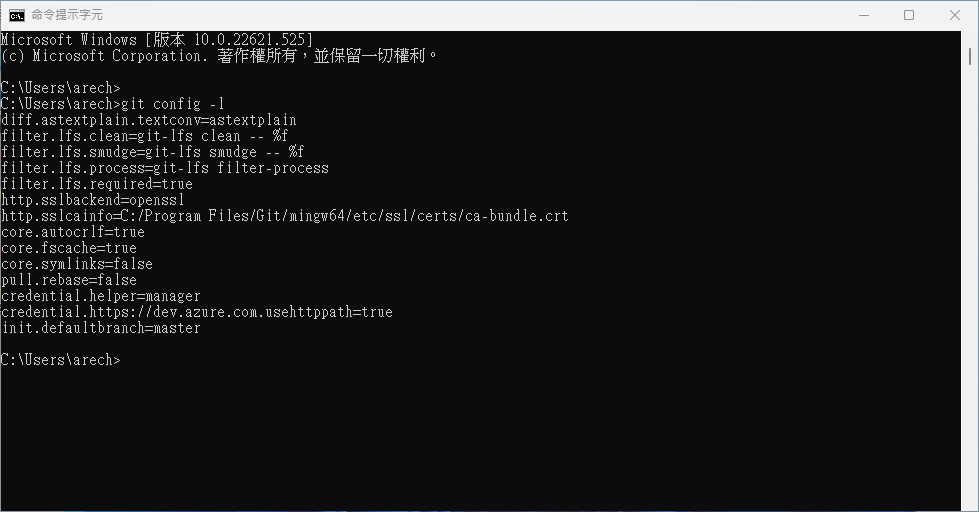 命令提示字元
Microsoft Windows [版本 10.0.22621.525]
(c) Microsoft Corporation. 著作權所有，並保留一切權利。
C:\Users\arech>
C:\Users\arech>git config -l
diff.astextplain.textconv=astextplain
filter.lfs.clean=git-lfs clean -- %f
filter.lfs.smudge=git-lfs smudge -- %f
filter.lfs.process=git-lfs filter-process
filter.lfs.required=true
http.sslbackend=openssl
http.sslcainfo=C:/Program Files/Git/mingw64/etc/ssl/certs/ca-bundle.crt
core.autocrlf=true
core.fscache=true
core.symlinks=false
pull.rebase=false
credential.helper=manager
credential.https://dev.azure.com.usehttppath=true
init.defaultbranch=master
C:\Users\arech>